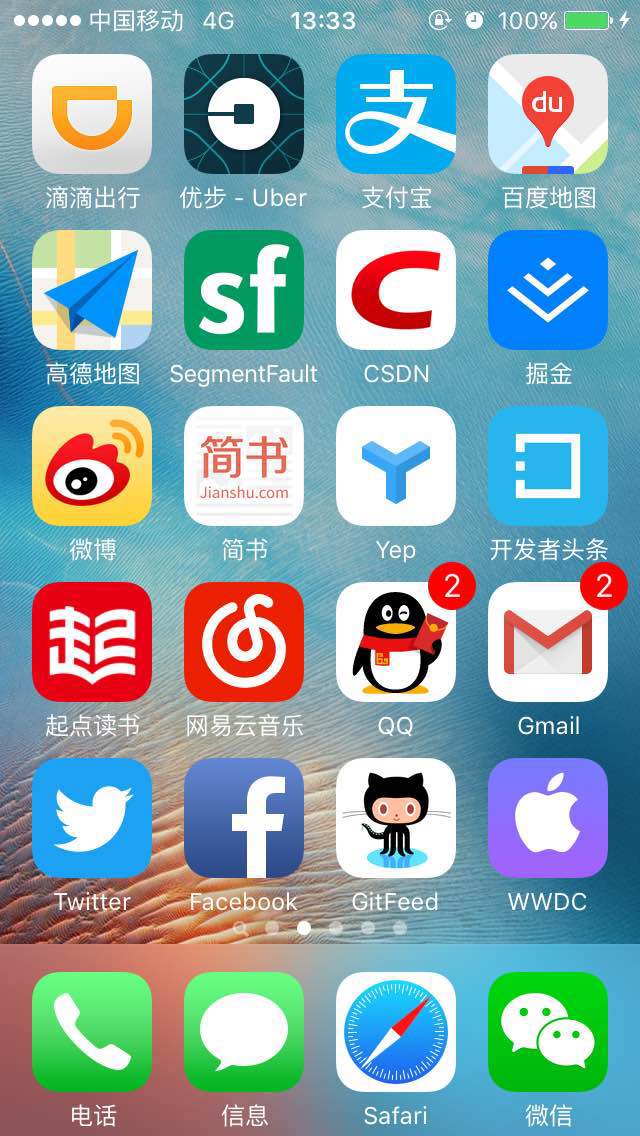 中国移动 4G 13:33 100%
du
滴滴出行 优步 - Uber 支付宝 百度地图
sf
高德地图 SegmentFault CSDN 掘金
简书
Jianshu.com
微博 简书 Yep 开发者头条
2 2
起
起点读书 网易云音乐 QQ Gmail
Twitter Facebook GitFeed WWDC
电话 信息 Safari 微信